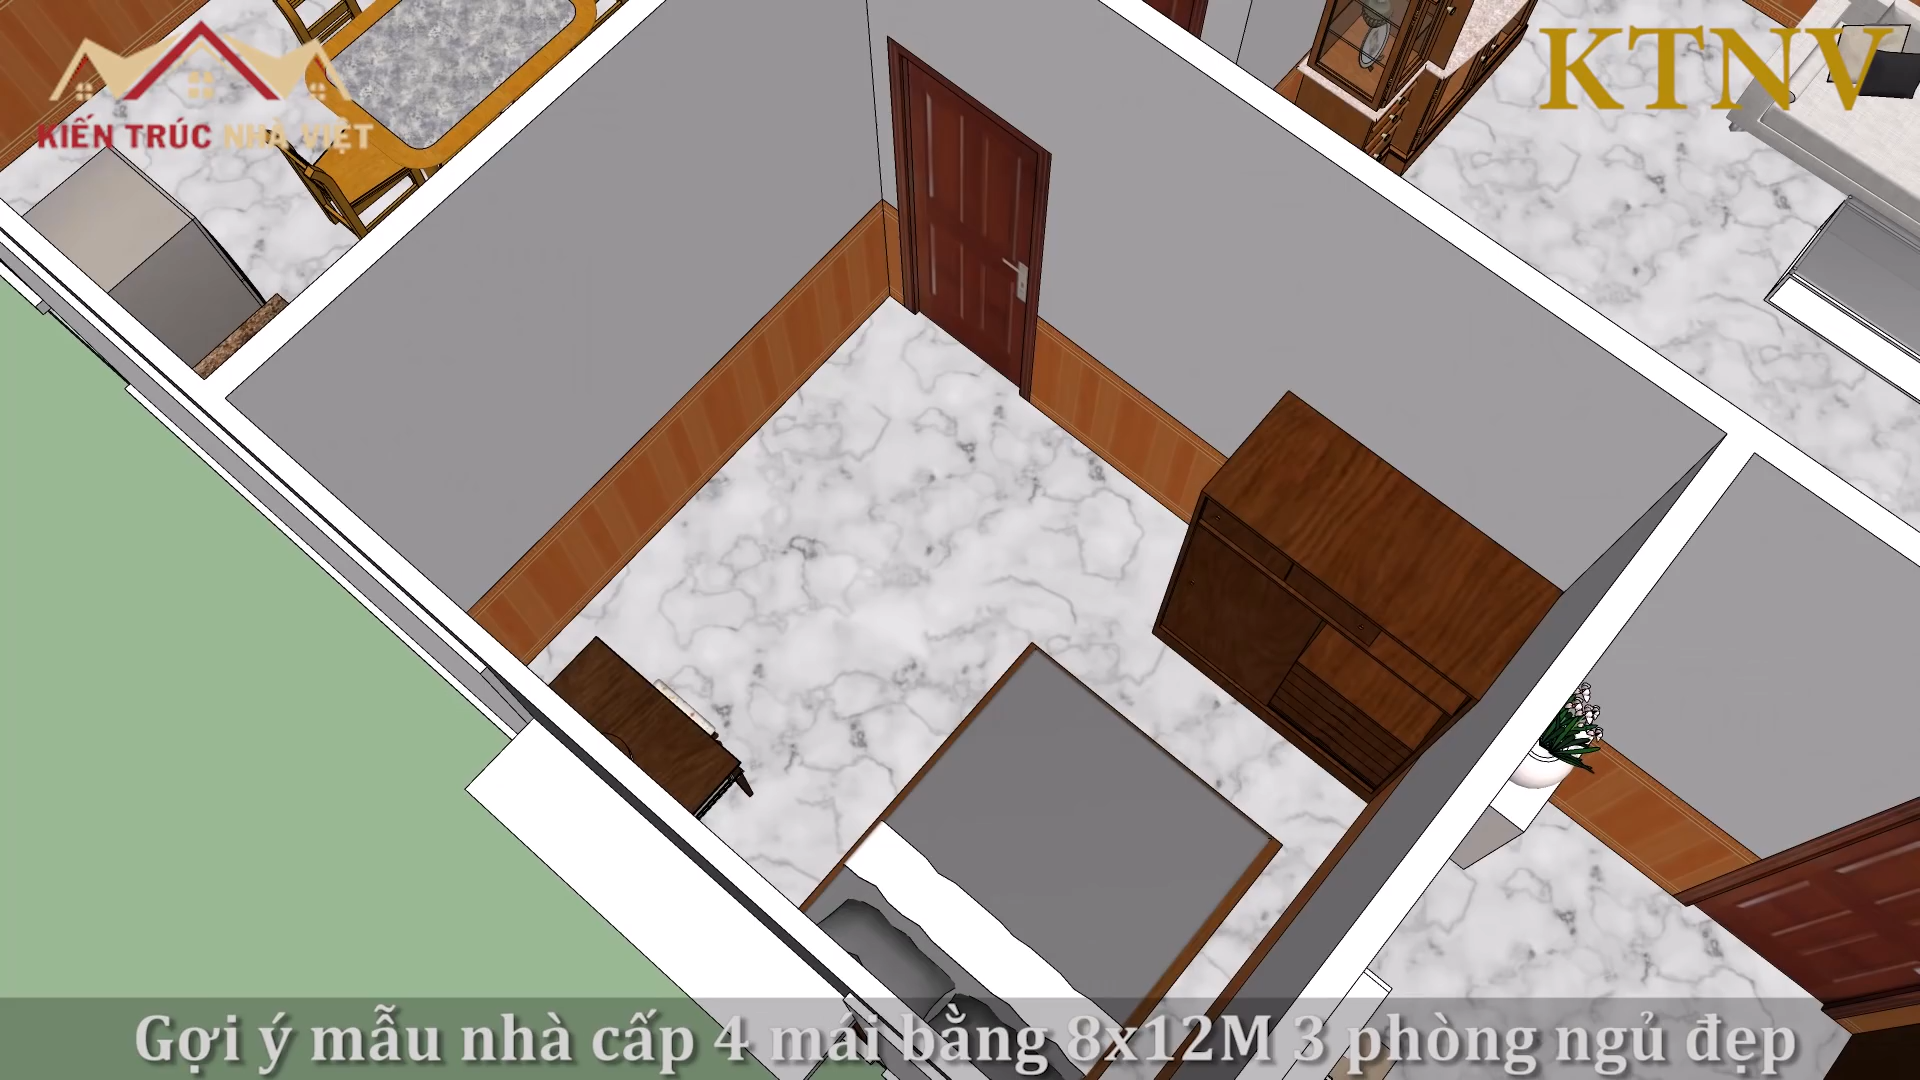 KIẾN TRÚC NHÀ VIỆT
KTNV
Gợi ý mẫu nhà cấp 4 mái bằng 8x12M 3 phòng ngủ đẹp